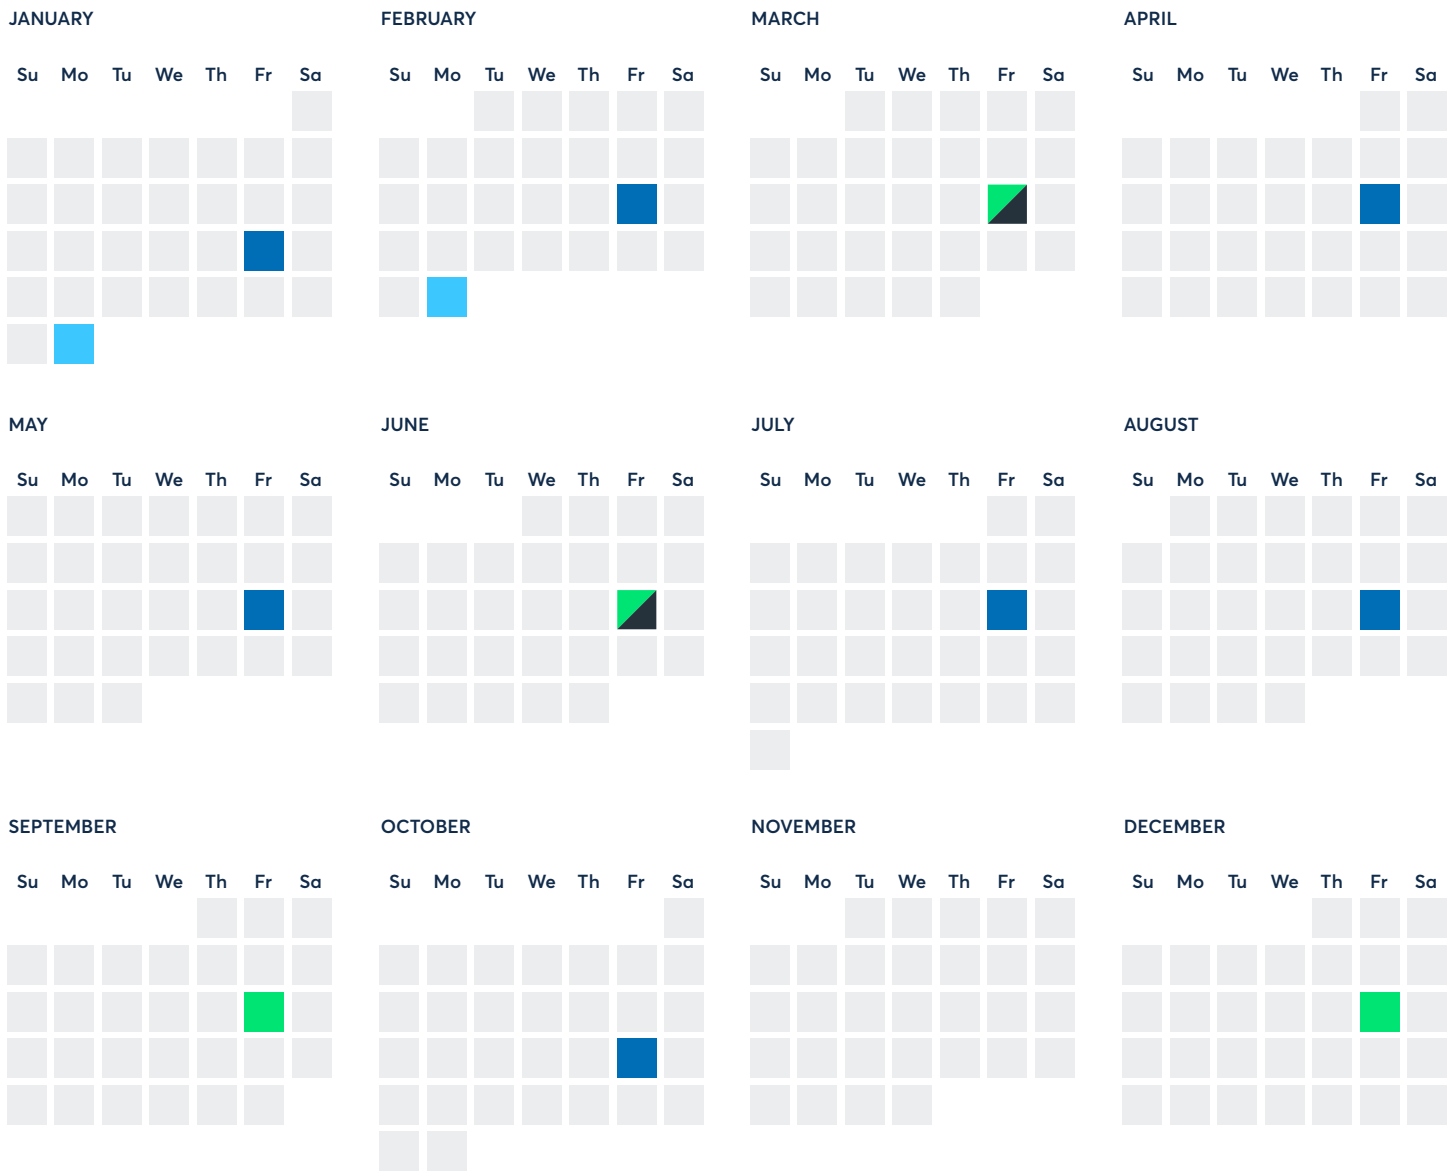 JANUARY
Su Mo Tu We Th Fr Sa
FEBRUARY
Su Mo Tu We Th Fr Sa
MARCH
Su Mo Tu We Th Fr Sa
APRIL
Su Mo Tu We Th Fr Sa
MAY
Su Mo Tu We Th Fr Sa
JUNE
Su Mo Tu We Th Fr Sa
JULY
Su Mo Tu We Th Fr Sa
AUGUST
Su Mo Tu We Th Fr Sa
SEPTEMBER
Su Mo Tu We Th Fr Sa
OCTOBER
Su Mo Tu We Th Fr Sa
NOVEMBER
Su Mo Tu We Th Fr Sa
DECEMBER
Su Mo Tu We Th Fr Sa